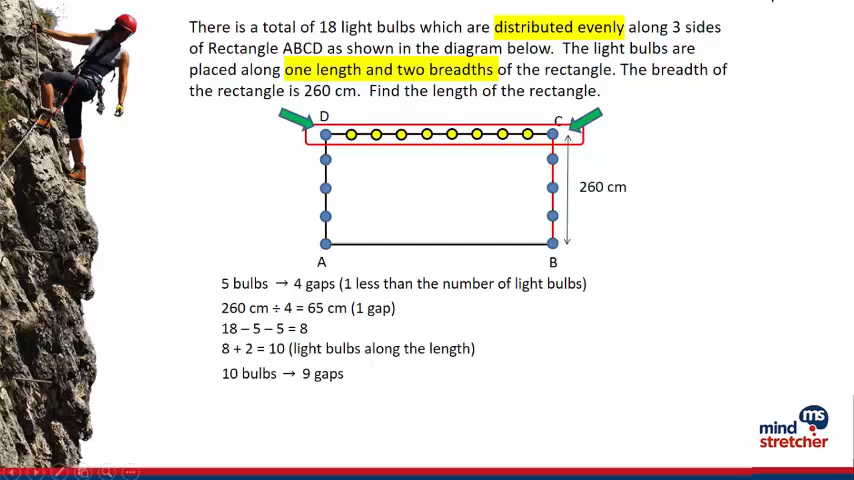 There is a total of 18 light bulbs which are distributed evenly along 3 sides
of Rectangle ABCD as shown in the diagram below. The light bulbs are
placed along one length and two breadths of the rectangle. The breadth of
the rectangle is 260 cm. Find the length of the rectangle.
D
C
260 cm
A
B
5 bulbs → 4 gaps (1 less than the number of light bulbs)
260 cm ÷ 4 = 65 cm (1 gap)
18 – 5 – 5 = 8
8 + 2 = 10 (light bulbs along the length)
10 bulbs → 9 gaps
ms
mind
stretcher